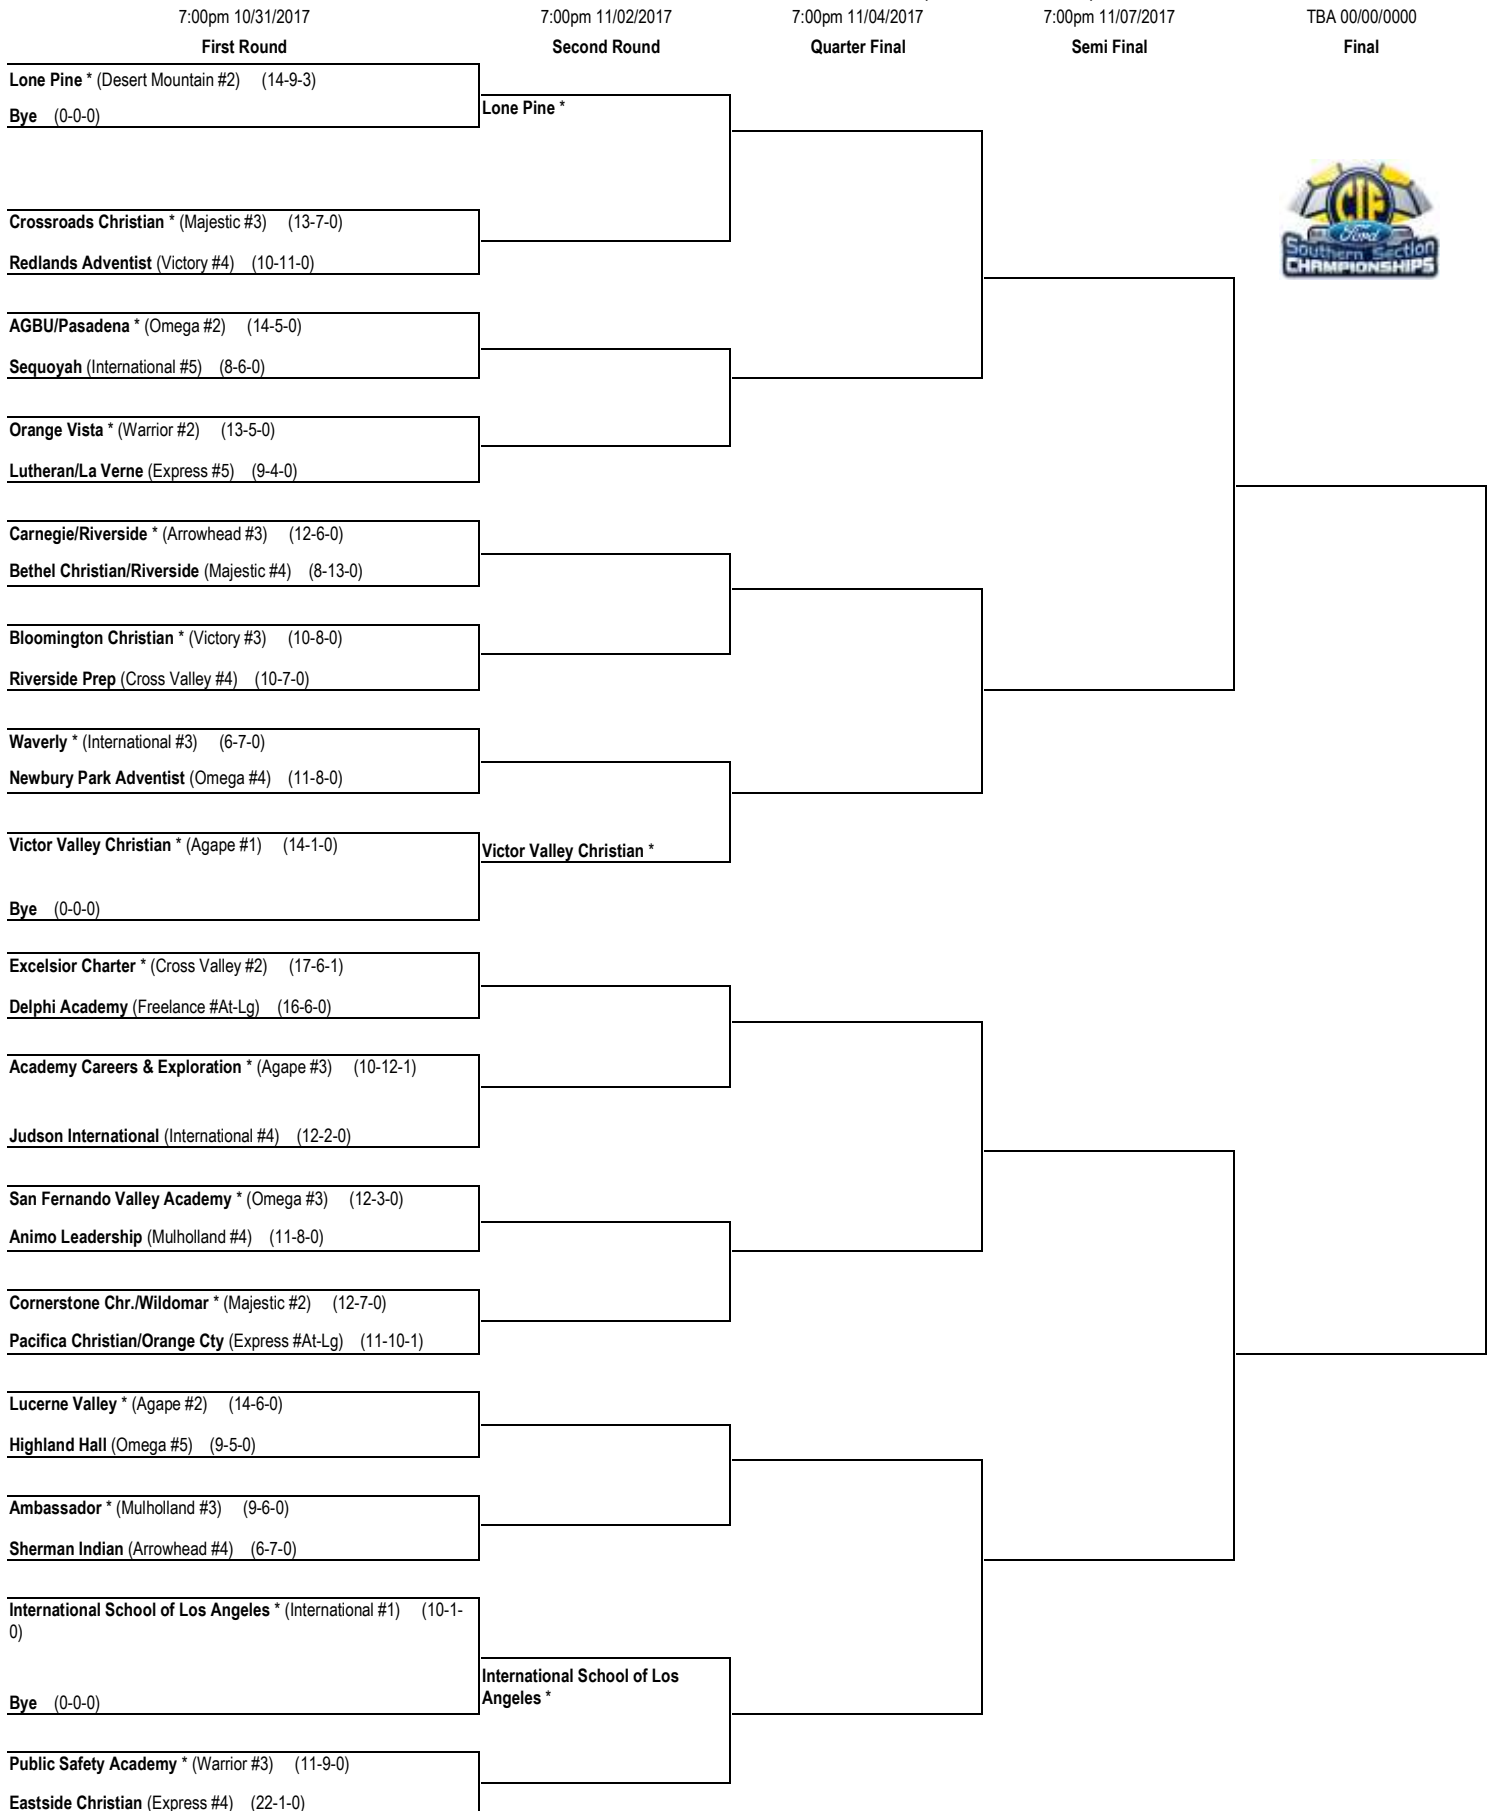 7:00pm 10/31/2017 7:00pm 11/02/2017 7:00pm 11/04/2017 7:00pm 11/07/2017 TBA 00/00/0000
First Round Second Round Quarter Final Semi Final Final
Lone Pine * (Desert Mountain #2) (14-9-3)
Bye (0-0-0)
Lone Pine *
CIF
Ford
Southern Section
CHAMPIONSHIPS
Crossroads Christian * (Majestic #3) (13-7-0)
Redlands Adventist (Victory #4) (10-11-0)
AGBU/Pasadena * (Omega #2) (14-5-0)
Sequoyah (International #5) (8-6-0)
Orange Vista * (Warrior #2) (13-5-0)
Lutheran/La Verne (Express #5) (9-4-0)
Carnegie/Riverside * (Arrowhead #3) (12-6-0)
Bethel Christian/Riverside (Majestic #4) (8-13-0)
Bloomington Christian * (Victory #3) (10-8-0)
Riverside Prep (Cross Valley #4) (10-7-0)
Waverly * (International #3) (6-7-0)
Newbury Park Adventist (Omega #4) (11-8-0)
Victor Valley Christian * (Agape #1) (14-1-0)
Victor Valley Christian *
Bye (0-0-0)
Excelsior Charter * (Cross Valley #2) (17-6-1)
Delphi Academy (Freelance #At-Lg) (16-6-0)
Academy Careers & Exploration * (Agape #3) (10-12-1)
Judson International (International #4) (12-2-0)
San Fernando Valley Academy * (Omega #3) (12-3-0)
Animo Leadership (Mulholland #4) (11-8-0)
Cornerstone Chr./Wildomar * (Majestic #2) (12-7-0)
Pacifica Christian/Orange Cty (Express #At-Lg) (11-10-1)
Lucerne Valley * (Agape #2) (14-6-0)
Highland Hall (Omega #5) (9-5-0)
Ambassador * (Mulholland #3) (9-6-0)
Sherman Indian (Arrowhead #4) (6-7-0)
International School of Los Angeles * (International #1) (10-1-
0)
International School of Los
Angeles *
Bye (0-0-0)
Public Safety Academy * (Warrior #3) (11-9-0)
Eastside Christian (Express #4) (22-1-0)